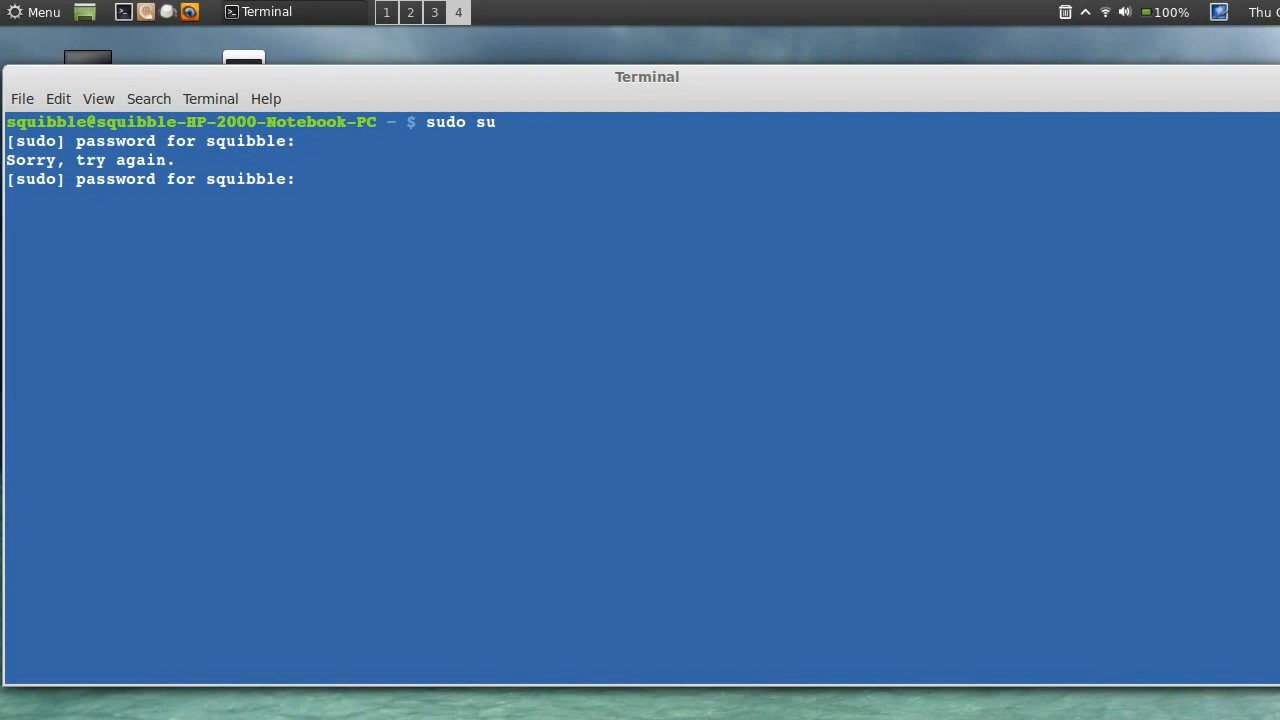 Menu
Terminal
1 2 3 4
100%
Thu
Terminal
File Edit View Search Terminal Help
squibble@squibble-HP-2000-Notebook-PC ~ $ sudo su
[sudo] password for squibble:
Sorry, try again.
[sudo] password for squibble: